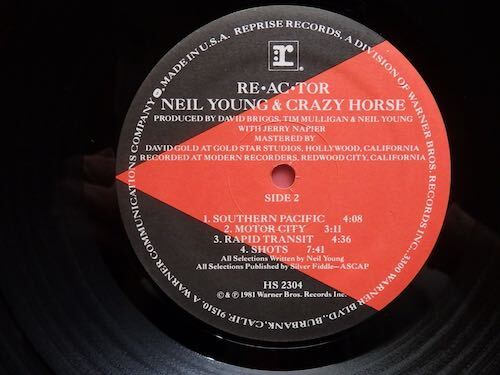 r:
RE•AC•TOR
NEIL YOUNG & CRAZY HORSE
PRODUCED BY DAVID BRIGGS, TIM MULLIGAN & NEIL YOUNG
WITH JERRY NAPIER
MASTERED BY
DAVID GOLD AT GOLD STAR STUDIOS, HOLLYWOOD, CALIFORNIA
RECORDED AT MODERN RECORDERS, REDWOOD CITY, CALIFORNIA
SIDE 2
1. SOUTHERN PACIFIC 4:08
2. MOTOR CITY 3:11
3. RAPID TRANSIT 4:36
4. SHOTS 7:41
All Selections Written by Neil Young
All Selections Published by Silver Fiddle—ASCAP
HS 2304
© & ℗ 1981 Warner Bros. Records Inc.
MADE IN U.S.A. REPRISE RECORDS, A DIVISION OF WARNER BROS. RECORDS INC., 3300 WARNER BLVD., BURBANK, CALIF. 91510. A WARNER COMMUNICATIONS COMPANY